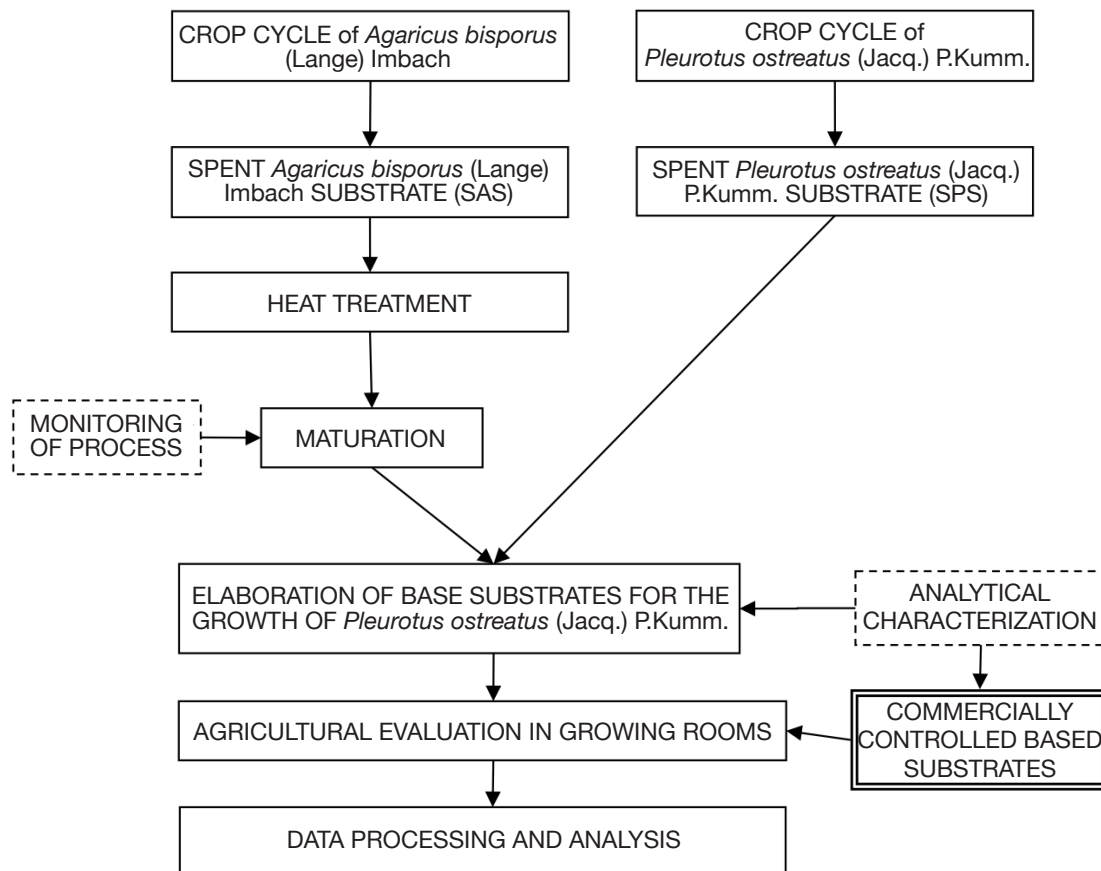 CROP CYCLE of Agaricus bisporus
(Lange) Imbach
CROP CYCLE of
Pleurotus ostreatus (Jacq.) P.Kumm.
SPENT Agaricus bisporus (Lange)
Imbach SUBSTRATE (SAS)
SPENT Pleurotus ostreatus (Jacq.)
P.Kumm. SUBSTRATE (SPS)
HEAT TREATMENT
MONITORING
OF PROCESS
MATURATION
ELABORATION OF BASE SUBSTRATES FOR THE
GROWTH OF Pleurotus ostreatus (Jacq.) P.Kumm.
ANALYTICAL
CHARACTERIZATION
AGRICULTURAL EVALUATION IN GROWING ROOMS
COMMERCIALLY
CONTROLLED BASED
SUBSTRATES
DATA PROCESSING AND ANALYSIS